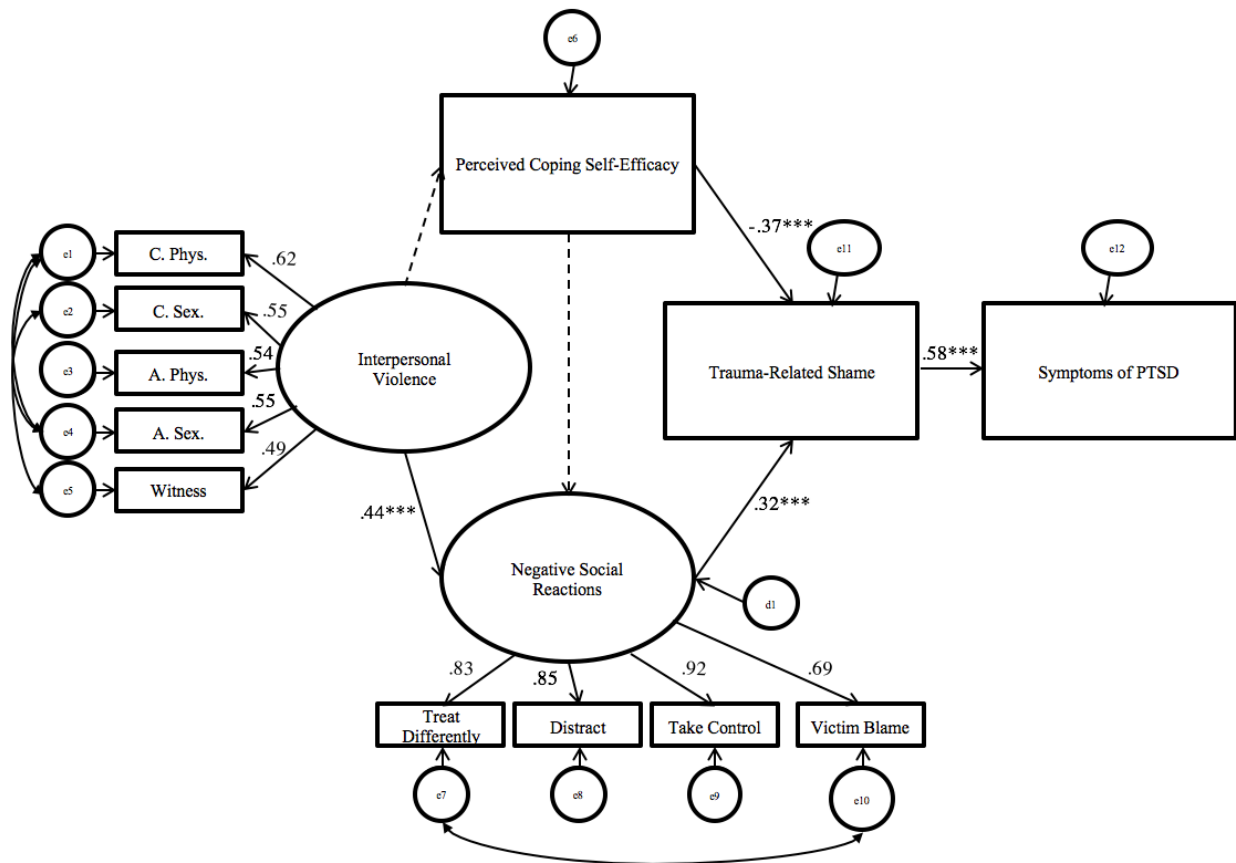 e6
Perceived Coping Self-Efficacy
-.37***
e1
C. Phys.
.62
e11
e12
e2
C. Sex.
.55
e3
A. Phys.
.54
Interpersonal
Violence
Trauma-Related Shame
.58***
Symptoms of PTSD
e4
A. Sex.
.55
e5
Witness
.49
.44***
.32***
Negative Social
Reactions
d1
.83
.85
.92
.69
Treat
Differently
Distract
Take Control
Victim Blame
e7
e8
e9
e10